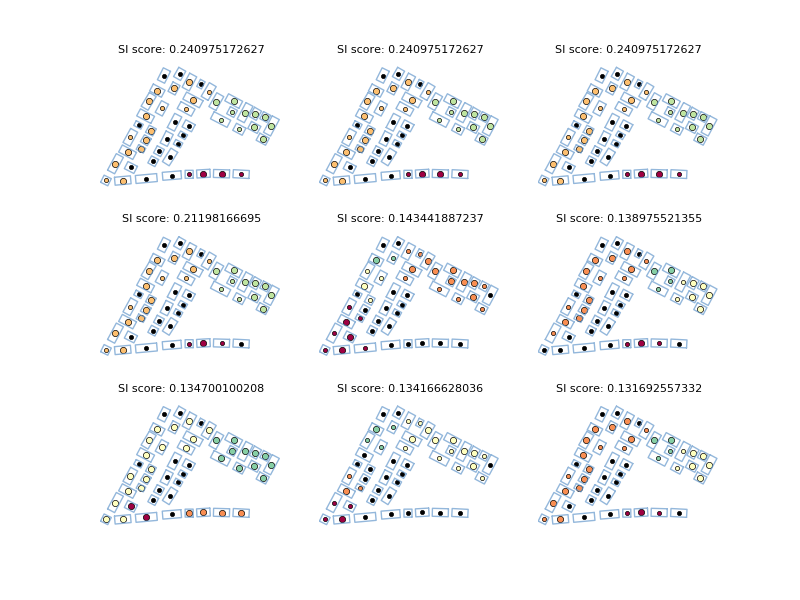 SI score: 0.240975172627
SI score: 0.240975172627
SI score: 0.240975172627
SI score: 0.21198166695
SI score: 0.143441887237
SI score: 0.138975521355
SI score: 0.134700100208
SI score: 0.134166628036
SI score: 0.131692557332